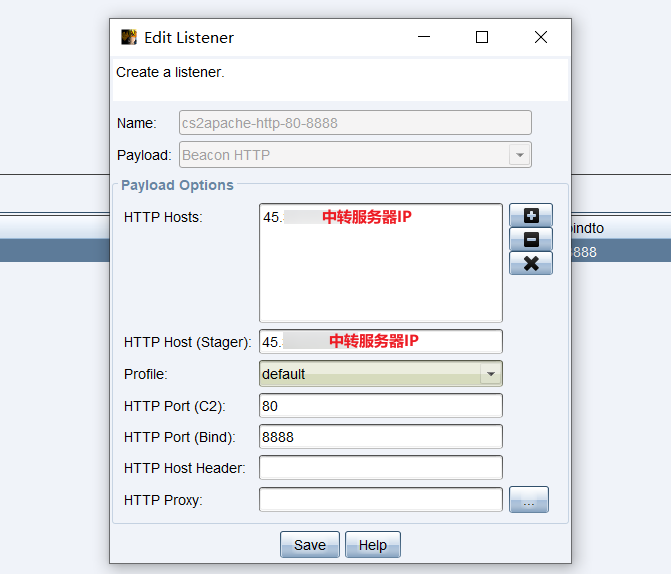 Edit Listener
Create a listener.
Name: cs2apache-http-80-8888
Payload: Beacon HTTP
Payload Options
HTTP Hosts: 45. 中转服务器IP
bindto
8888
HTTP Host (Stager): 45. 中转服务器IP
Profile: default
HTTP Port (C2): 80
HTTP Port (Bind): 8888
HTTP Host Header:
HTTP Proxy:
...
Save Help